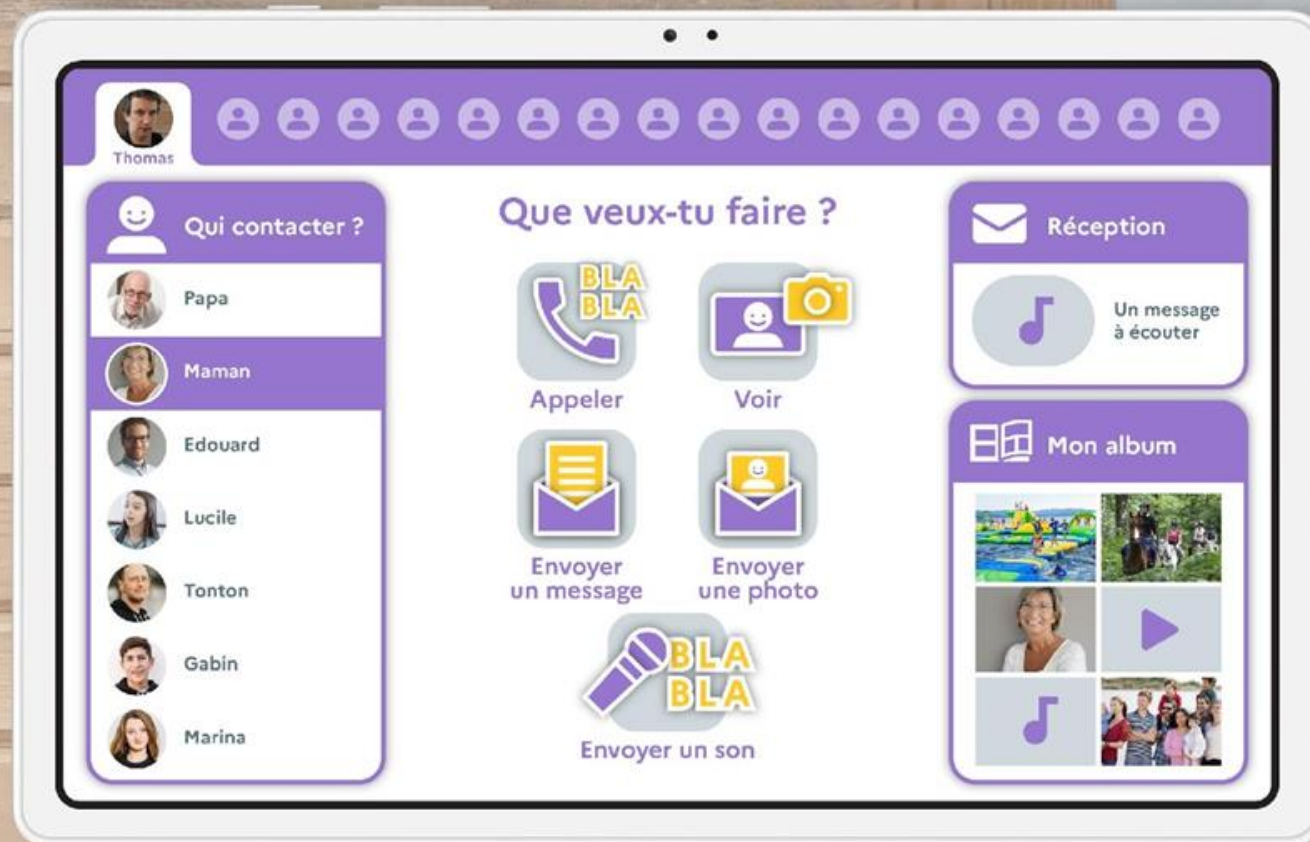 Thomas
Qui contacter ?
Papa
Maman
Edouard
Lucile
Tonton
Gabin
Marina
Que veux-tu faire ?
BLA
BLA
Appeler
Voir
Envoyer
un message
Envoyer
une photo
BLA
BLA
Envoyer un son
Réception
Un message
à écouter
Mon album